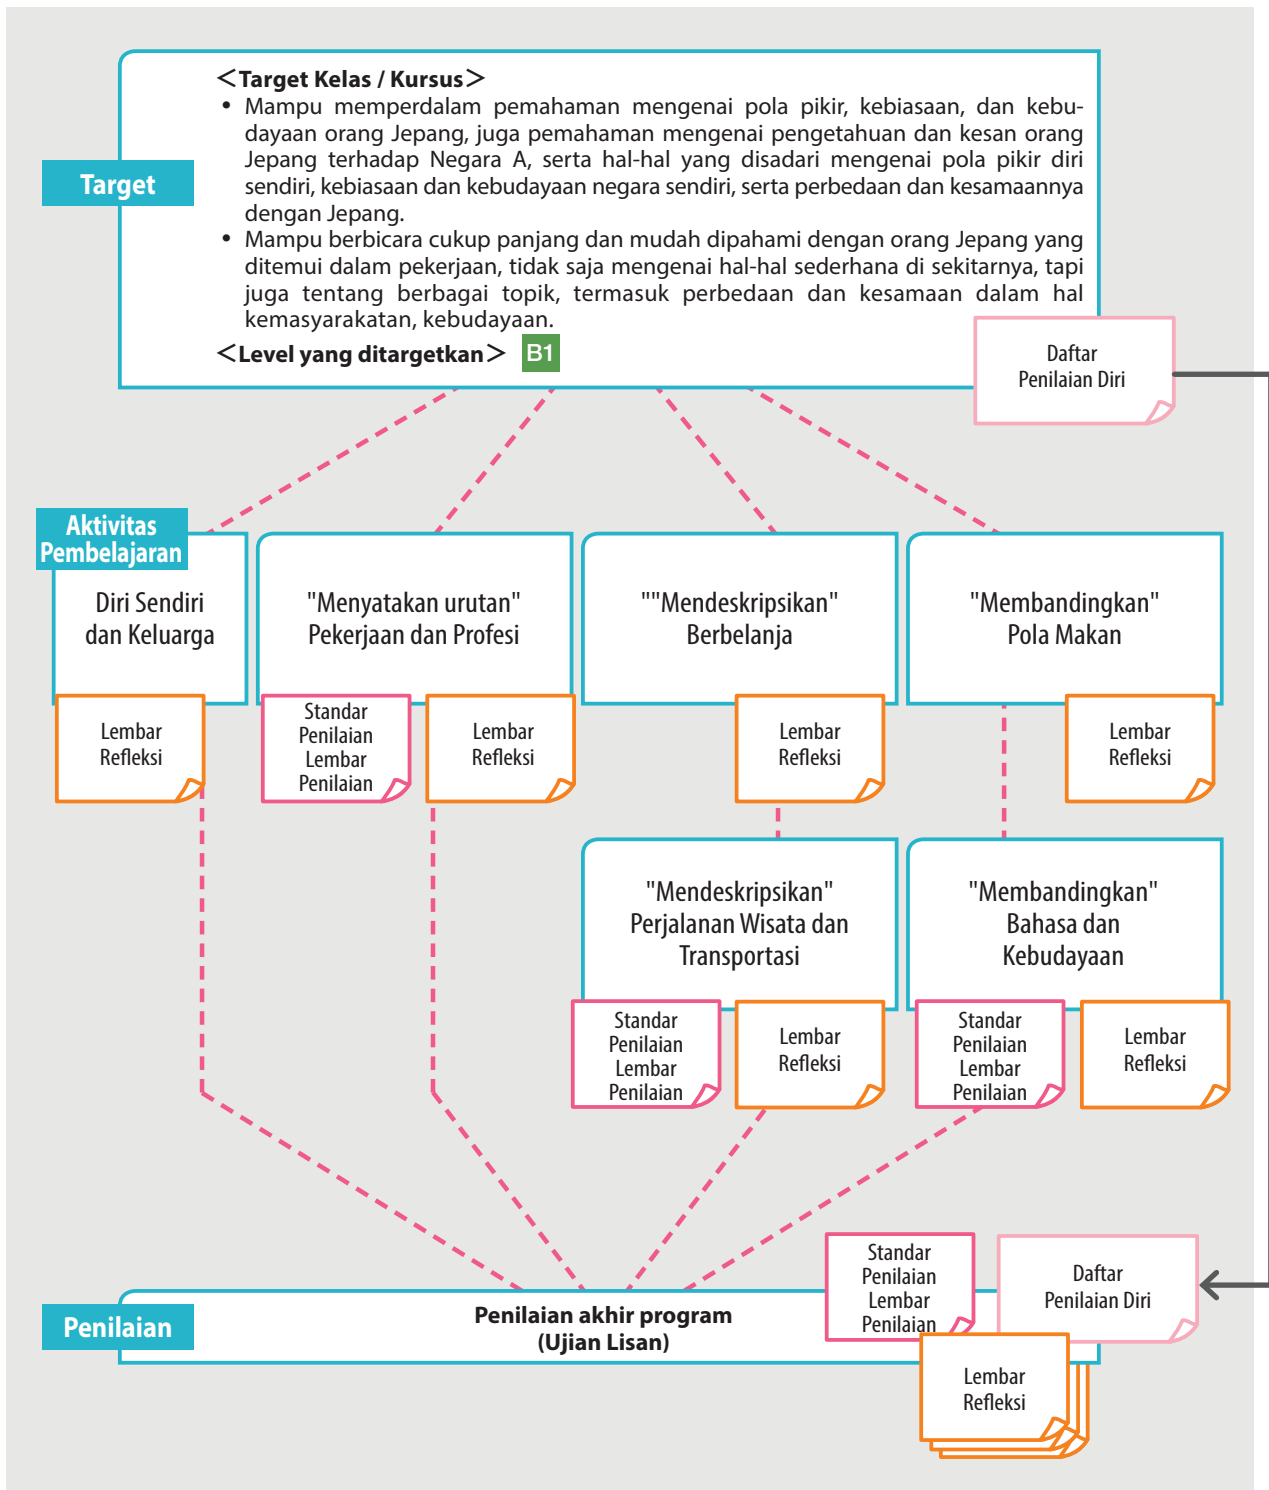 <Target Kelas / Kursus>
• Mampu memperdalam pemahaman mengenai pola pikir, kebiasaan, dan kebu-
dayaan orang Jepang, juga pemahaman mengenai pengetahuan dan kesan orang
Jepang terhadap Negara A, serta hal-hal yang disadari mengenai pola pikir diri
sendiri, kebiasaan dan kebudayaan negara sendiri, serta perbedaan dan kesamaannya
dengan Jepang.
• Mampu berbicara cukup panjang dan mudah dipahami dengan orang Jepang yang
ditemui dalam pekerjaan, tidak saja mengenai hal-hal sederhana di sekitarnya, tapi
juga tentang berbagai topik, termasuk perbedaan dan kesamaan dalam hal
kemasyarakatan, kebudayaan.
<Level yang ditargetkan> B1
Target
Daftar
Penilaian Diri
Aktivitas
Pembelajaran
Diri Sendiri
dan Keluarga
Lembar
Refleksi
"Menyatakan urutan"
Pekerjaan dan Profesi
Standar
Penilaian
Lembar
Penilaian
Lembar
Refleksi
""Mendeskripsikan"
Berbelanja
Lembar
Refleksi
"Membandingkan"
Pola Makan
Lembar
Refleksi
"Mendeskripsikan"
Perjalanan Wisata dan
Transportasi
Standar
Penilaian
Lembar
Penilaian
Lembar
Refleksi
"Membandingkan"
Bahasa dan
Kebudayaan
Standar
Penilaian
Lembar
Penilaian
Lembar
Refleksi
Penilaian
Penilaian akhir program
(Ujian Lisan)
Standar
Penilaian
Lembar
Penilaian
Daftar
Penilaian Diri
Lembar
Refleksi